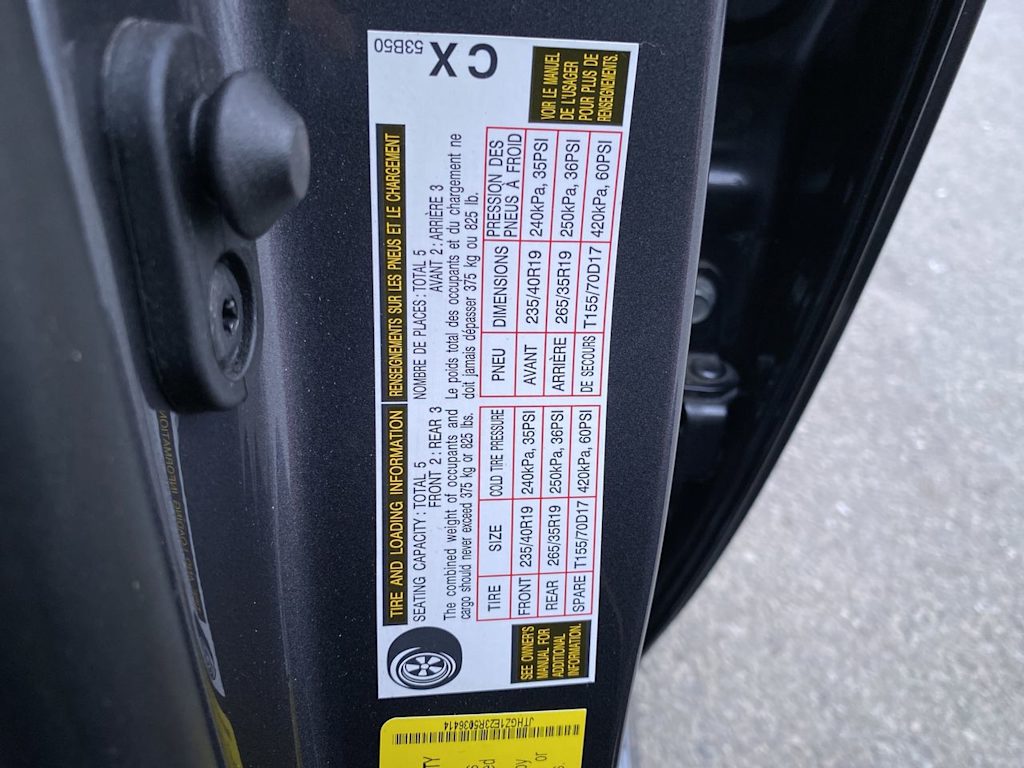 TIRE AND LOADING INFORMATION
SEATING CAPACITY : TOTAL 5
FRONT 2 : REAR 3
The combined weight of occupants and
cargo should never exceed 375 kg or 825 lbs.
TIRE SIZE COLD TIRE PRESSURE
FRONT 235/40R19 240kPa, 35PSI
REAR 265/35R19 250kPa, 36PSI
SPARE T155/70D17 420kPa, 60PSI
SEE OWNER'S
MANUAL FOR
ADDITIONAL
INFORMATION.
RENSEIGNEMENTS SUR LES PNEUS ET LE CHARGEMENT
NOMBRE DE PLACES : TOTAL 5
AVANT 2 : ARRIÈRE 3
Le poids total des occupants et du chargement ne
doit jamais dépasser 375 kg ou 825 lb.
PNEU DIMENSIONS PRESSION DES
PNEUS À FROID
AVANT 235/40R19 240kPa, 35PSI
ARRIÈRE 265/35R19 250kPa, 36PSI
DE SECOURS T155/70D17 420kPa, 60PSI
VOIR LE MANUEL
DE L'USAGER
POUR PLUS DE
RENSEIGNEMENTS.
53B50
CX
JTHGZ1EZ3R5036414
by
or